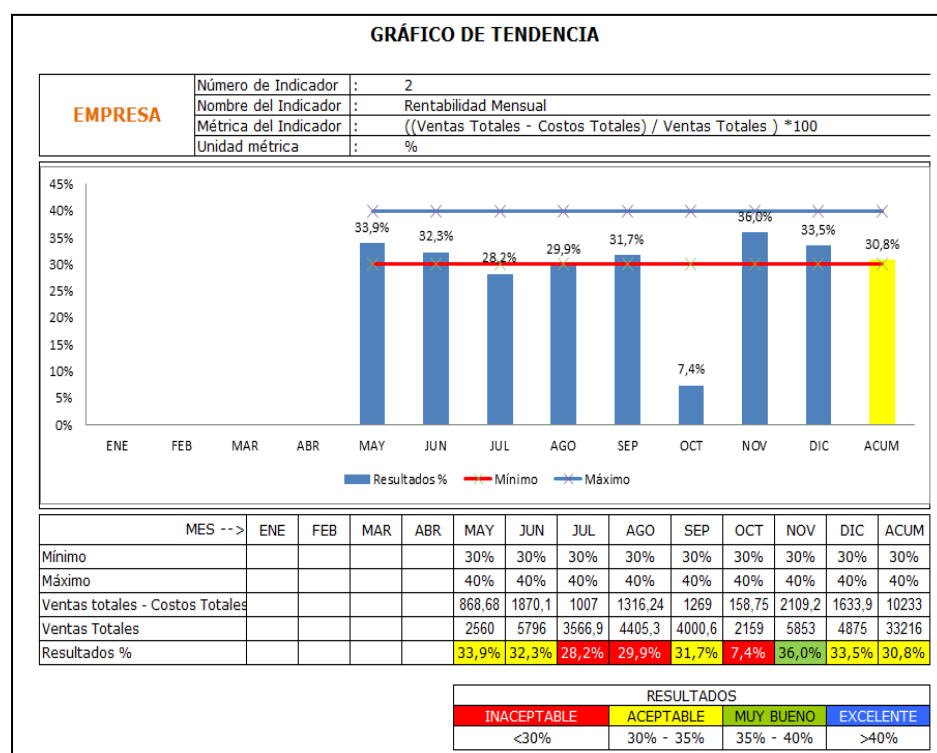 GRÁFICO DE TENDENCIA
EMPRESA
Número de Indicador : 2
Nombre del Indicador : Rentabilidad Mensual
Métrica del Indicador : ((Ventas Totales - Costos Totales) / Ventas Totales ) *100
Unidad métrica : %
45%
40%
35%
30%
25%
20%
15%
10%
5%
0%
33,9% 32,3% 28,2% 29,9% 31,7% 7,4% 36,0% 33,5% 30,8%
ENE FEB MAR ABR MAY JUN JUL AGO SEP OCT NOV DIC ACUM
Resultados % Mínimo Máximo
MES --> ENE FEB MAR ABR MAY JUN JUL AGO SEP OCT NOV DIC ACUM
Mínimo 30% 30% 30% 30% 30% 30% 30% 30% 30%
Máximo 40% 40% 40% 40% 40% 40% 40% 40% 40%
Ventas totales - Costos Totales 868,68 1870,1 1007 1316,24 1269 158,75 2109,2 1633,9 10233
Ventas Totales 2560 5796 3566,9 4405,3 4000,6 2159 5853 4875 33216
Resultados % 33,9% 32,3% 28,2% 29,9% 31,7% 7,4% 36,0% 33,5% 30,8%
RESULTADOS
INACEPTABLE ACEPTABLE MUY BUENO EXCELENTE
<30% 30% - 35% 35% - 40% >40%